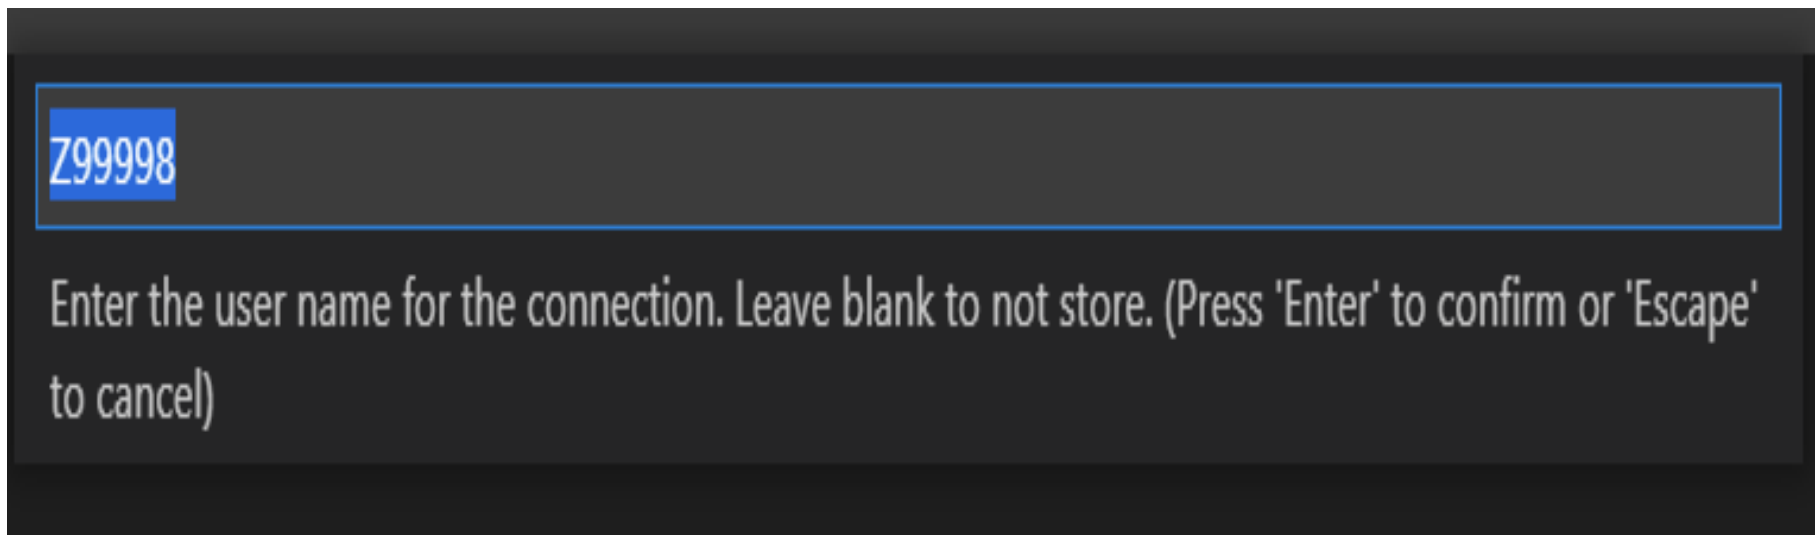 Z99998
Enter the user name for the connection. Leave blank to not store. (Press 'Enter' to confirm or 'Escape'
to cancel)